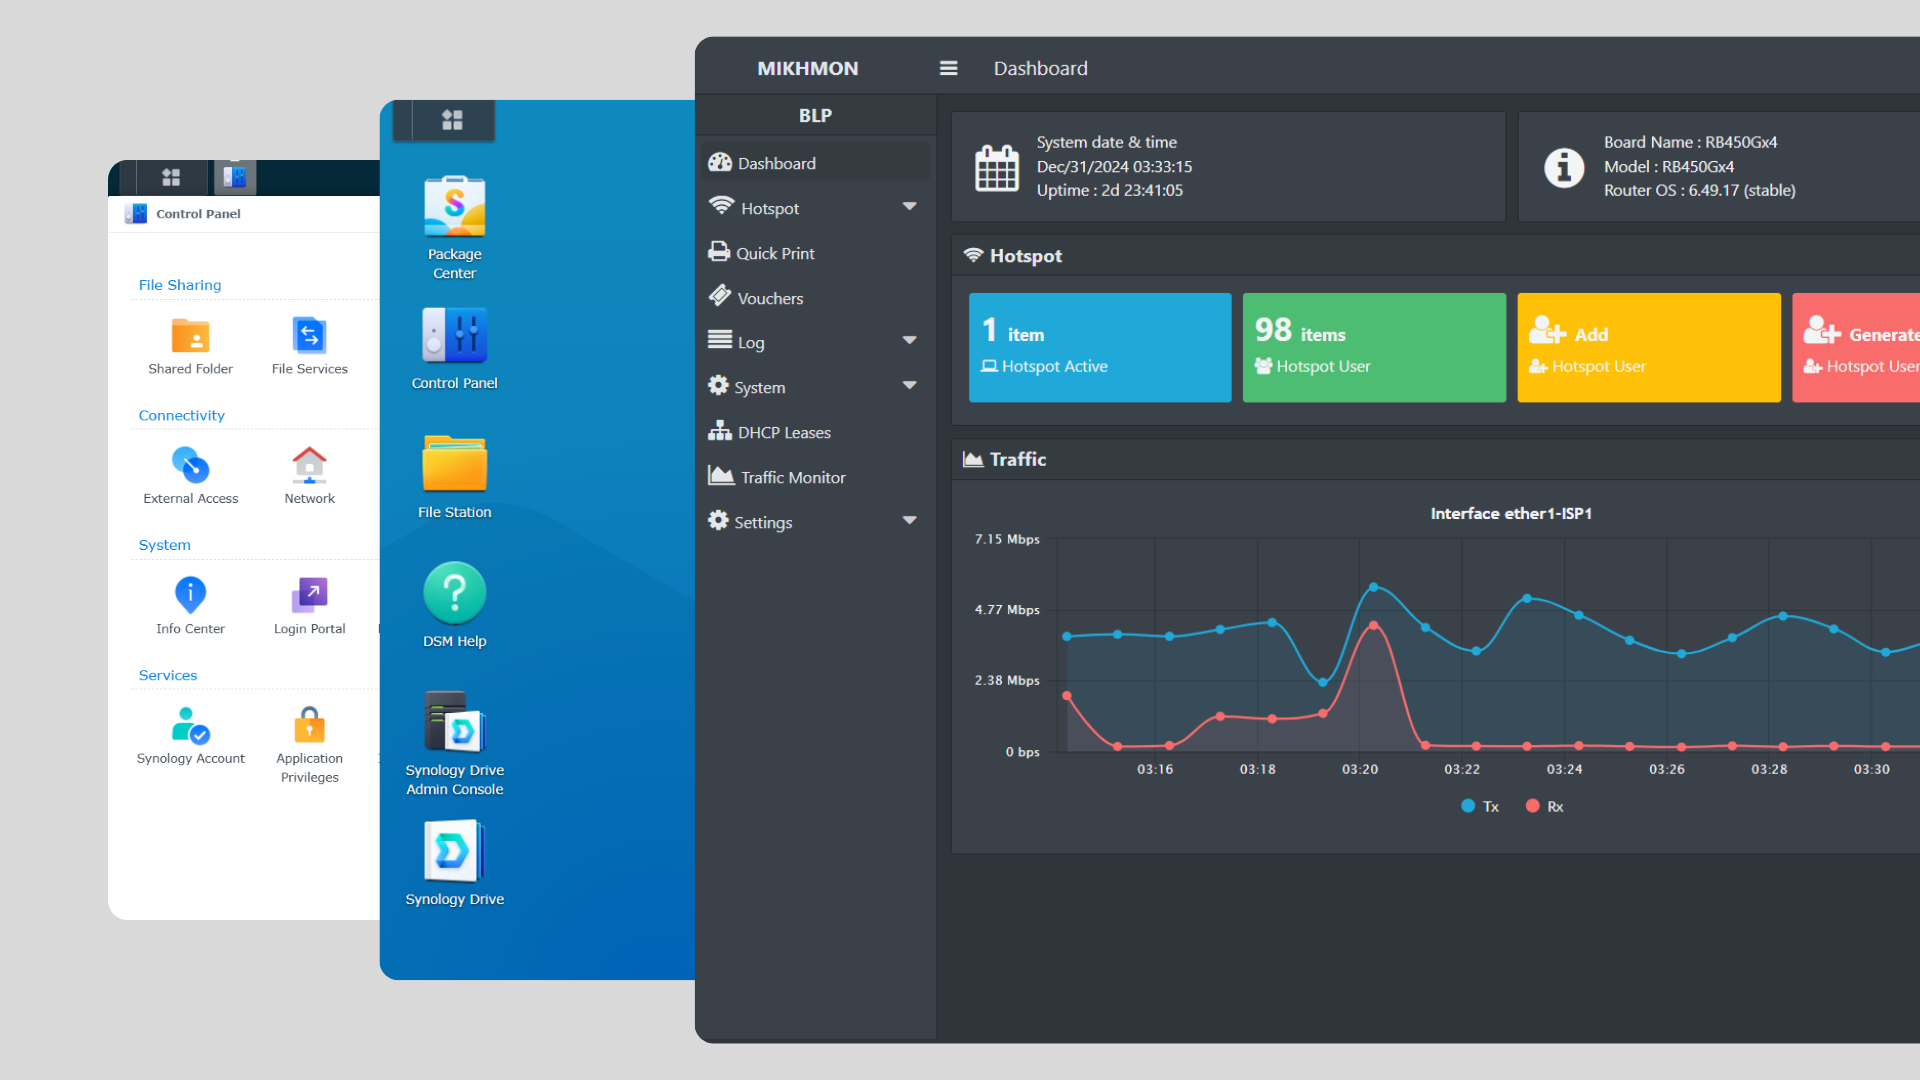 Control Panel
File Sharing
Shared Folder
File Services
Connectivity
External Access
Network
System
Info Center
Login Portal
Services
Synology Account
Application
Privileges
Package
Center
Control Panel
File Station
DSM Help
Synology Drive
Admin Console
Synology Drive
MIKHMON
Dashboard
BLP
Dashboard
Hotspot
Quick Print
Vouchers
Log
System
DHCP Leases
Traffic Monitor
Settings
System date & time
Dec/31/2024 03:33:15
Uptime : 2d 23:41:05
Board Name : RB450Gx4
Model : RB450Gx4
Router OS : 6.49.17 (stable)
Hotspot
1 item
Hotspot Active
98 items
Hotspot User
Add
Hotspot User
Generate
Hotspot User
Traffic
Interface ether1-ISP1
7.15 Mbps
4.77 Mbps
2.38 Mbps
0 bps
03:16 03:18 03:20 03:22 03:24 03:26 03:28 03:30
Tx Rx